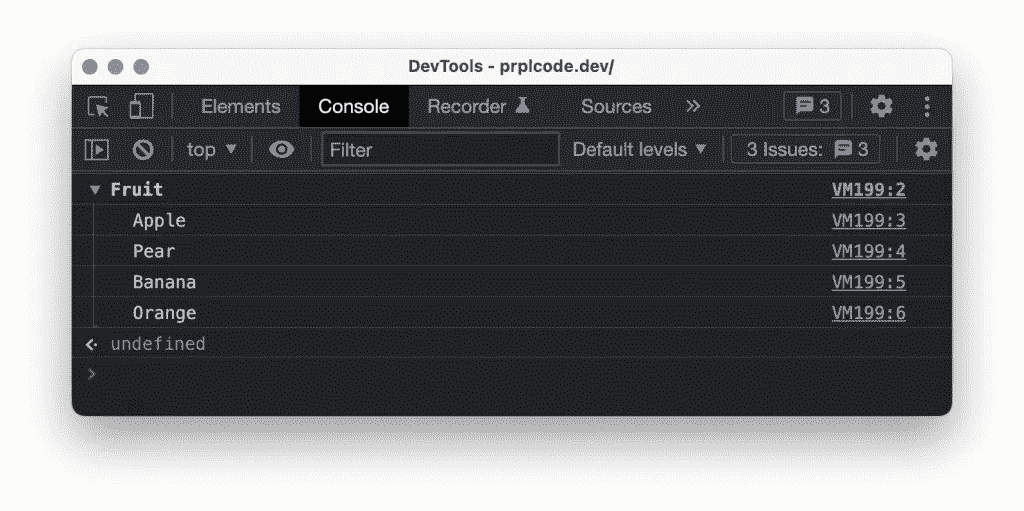 DevTools - prplcode.dev/
Elements Console Recorder Sources » 3
top ▼ Filter Default levels ▼ 3 Issues: 3
▼ Fruit VM199:2
Apple VM199:3
Pear VM199:4
Banana VM199:5
Orange VM199:6
undefined
>